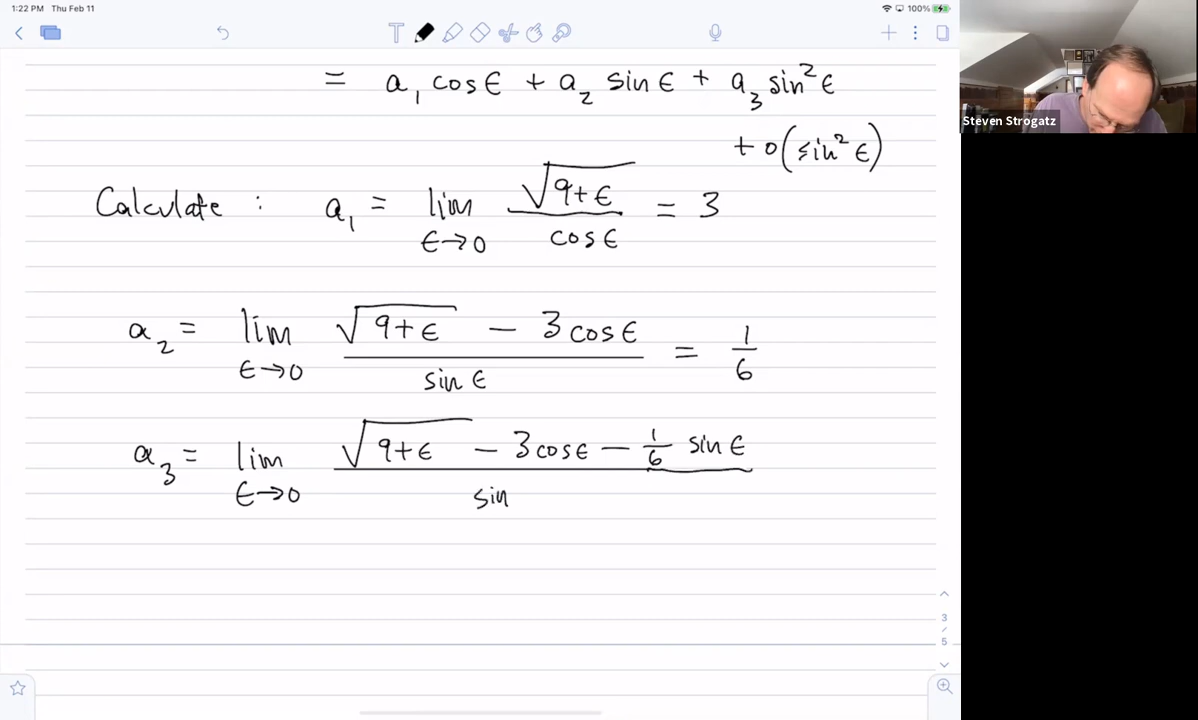 1:22 PM Thu Feb 11
100%
T
= a₁ cos ϵ + a₂ sin ϵ + a₃ sin² ϵ
+ o(sin² ϵ)
Steven Strogatz
Calculate : a₁ = lim ϵ→0 √(9+ϵ) / cos ϵ = 3
a₂ = lim ϵ→0 (√(9+ϵ) − 3 cos ϵ) / sin ϵ = 1/6
a₃ = lim ϵ→0 (√(9+ϵ) − 3 cos ϵ − 1/6 sin ϵ) / sin
3
/
5